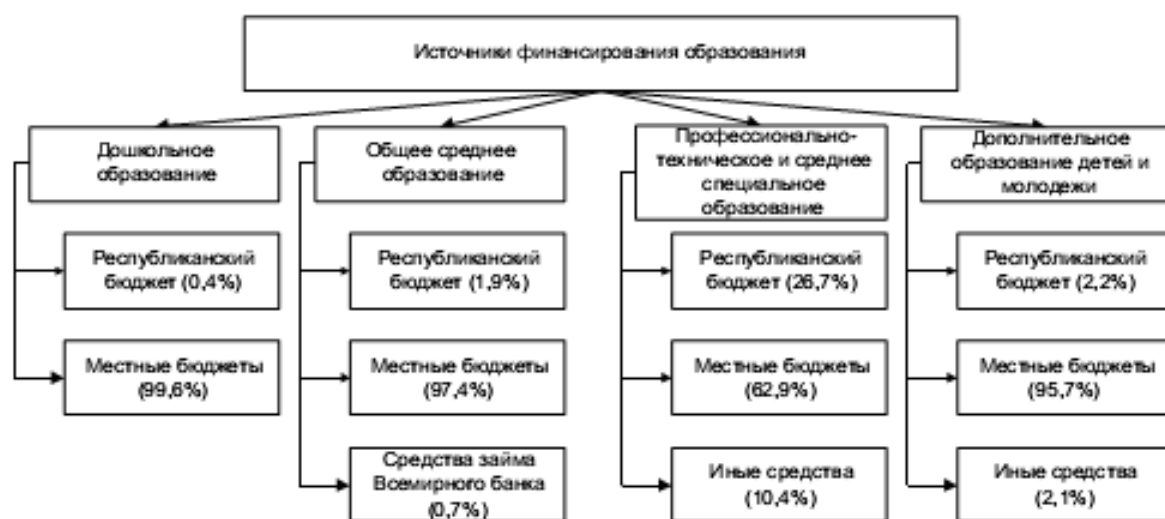 Источники финансирования образования
Дошкольное
образование
Общее среднее
образование
Профессионально-
техническое и среднее
специальное
образование
Дополнительное
образование детей и
молодежи
Республиканский
бюджет (0,4%)
Республиканский
бюджет (1,9%)
Республиканский
бюджет (26,7%)
Республиканский
бюджет (2,2%)
Местные бюджеты
(99,6%)
Местные бюджеты
(97,4%)
Местные бюджеты
(62,9%)
Местные бюджеты
(95,7%)
Средства займа
Всемирного банка
(0,7%)
Иные средства
(10,4%)
Иные средства
(2,1%)